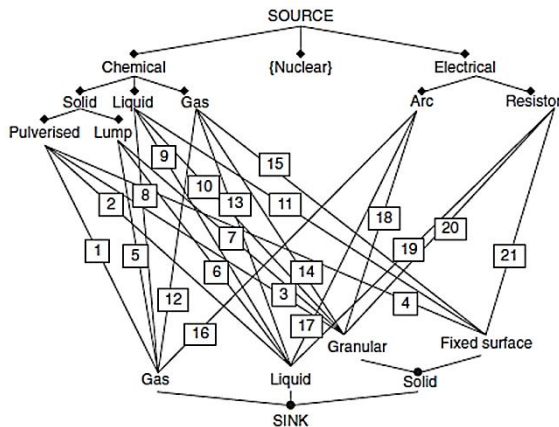 SOURCE
Chemical {Nuclear} Electrical
Solid Liquid Gas Arc Resistor
Pulverised Lump
9 15
2 8 10 13 11 18
7 19 20
1 5 21
6 14
12 3 4
16 17
Granular Fixed surface
Gas Liquid Solid
SINK